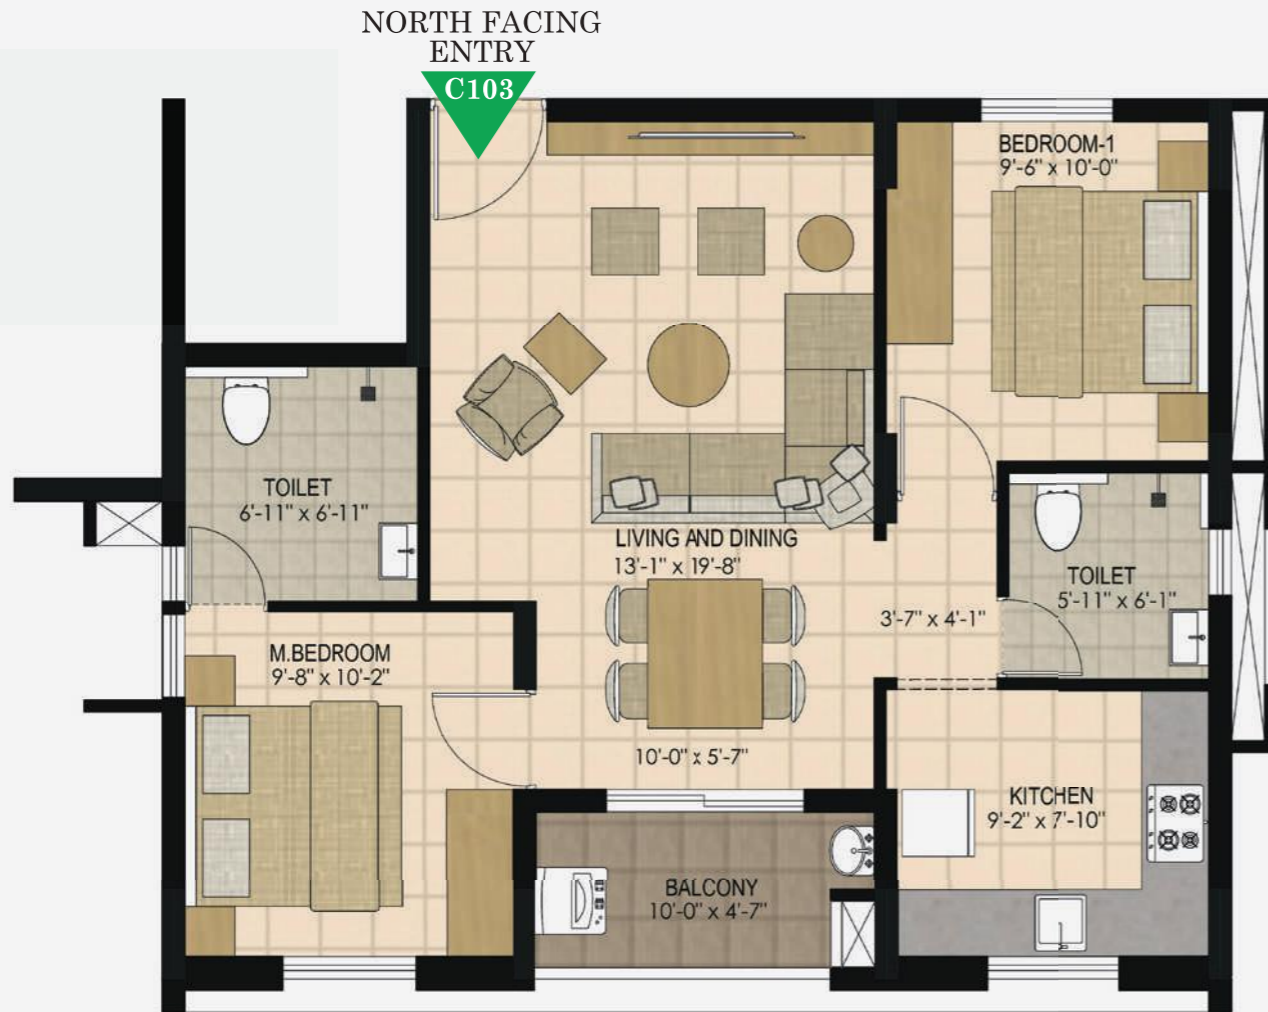 NORTH FACING
ENTRY
C103
BEDROOM-1
9'-6" x 10'-0"
TOILET
6'-11" x 6'-11"
LIVING AND DINING
13'-1" x 19'-8"
TOILET
5'-11" x 6'-1"
3'-7" x 4'-1"
M.BEDROOM
9'-8" x 10'-2"
10'-0" x 5'-7"
KITCHEN
9'-2" x 7'-10"
BALCONY
10'-0" x 4'-7"